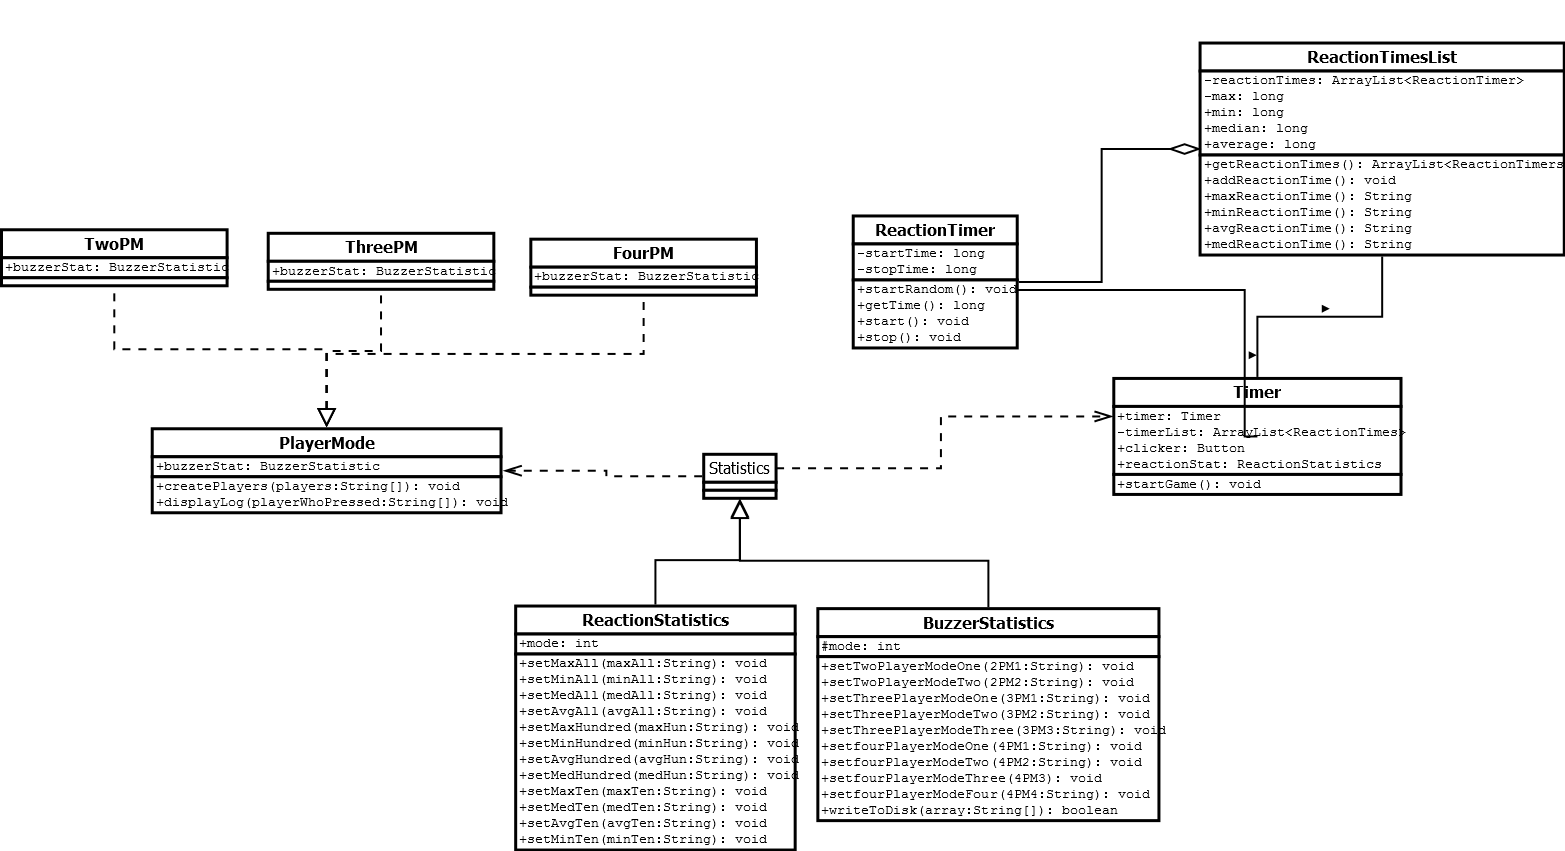 ReactionTimesList
-reactionTimes: ArrayList<ReactionTimer>
-max: long
+min: long
+median: long
+average: long
+getReactionTimes(): ArrayList<ReactionTimers
+addReactionTime(): void
+maxReactionTime(): String
+minReactionTime(): String
+avgReactionTime(): String
+medReactionTime(): String
TwoPM
+buzzerStat: BuzzerStatistic
ThreePM
+buzzerStat: BuzzerStatistic
FourPM
+buzzerStat: BuzzerStatistic
ReactionTimer
-startTime: long
-stopTime: long
+startRandom(): void
+getTime(): long
+start(): void
+stop(): void
PlayerMode
+buzzerStat: BuzzerStatistic
+createPlayers(players:String[]): void
+displayLog(playerWhoPressed:String[]): void
Statistics
Timer
+timer: Timer
-timerList: ArrayList<ReactionTimes>
+clicker: Button
+reactionStat: ReactionStatistics
+startGame(): void
ReactionStatistics
+mode: int
+setMaxAll(maxAll:String): void
+setMinAll(minAll:String): void
+setMedAll(medAll:String): void
+setAvgAll(avgAll:String): void
+setMaxHundred(maxHun:String): void
+setMinHundred(minHun:String): void
+setAvgHundred(avgHun:String): void
+setMedHundred(medHun:String): void
+setMaxTen(maxTen:String): void
+setMedTen(medTen:String): void
+setAvgTen(avgTen:String): void
+setMinTen(minTen:String): void
BuzzerStatistics
#mode: int
+setTwoPlayerModeOne(2PM1:String): void
+setTwoPlayerModeTwo(2PM2:String): void
+setThreePlayerModeOne(3PM1:String): void
+setThreePlayerModeTwo(3PM2:String): void
+setThreePlayerModeThree(3PM3:String): void
+setfourPlayerModeOne(4PM1:String): void
+setfourPlayerModeTwo(4PM2:String): void
+setfourPlayerModeThree(4PM3): void
+setfourPlayerModeFour(4PM4:String): void
+writeToDisk(array:String[]): boolean